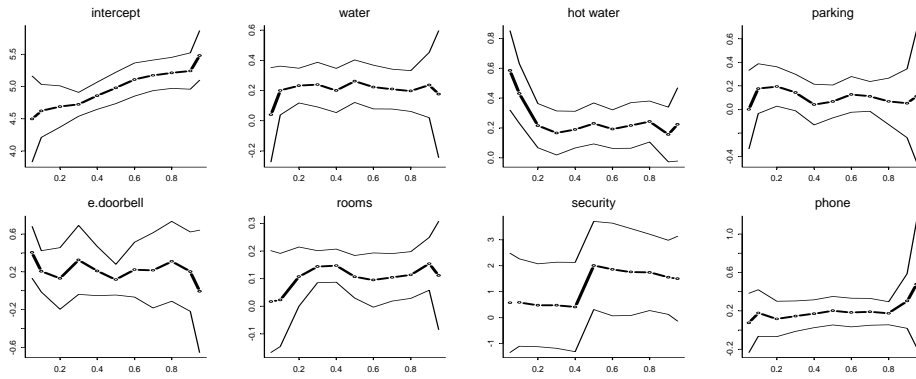 intercept water hot water parking
5.5 0.6 0.8 0.6
5.0 0.4 0.6 0.4
4.5 0.2 0.4 0.2
4.0 0.0 0.2 0.0
-0.2 0.0 -0.4
0.2 0.4 0.6 0.8 0.2 0.4 0.6 0.8 0.2 0.4 0.6 0.8 0.2 0.4 0.6 0.8
e.doorbell rooms security phone
0.6 0.3 3 1.0
0.2 0.2 2 0.6
-0.2 0.1 1 0.2
-0.6 0.0 0 -0.2
-0.1 -1
0.2 0.4 0.6 0.8 0.2 0.4 0.6 0.8 0.2 0.4 0.6 0.8 0.2 0.4 0.6 0.8